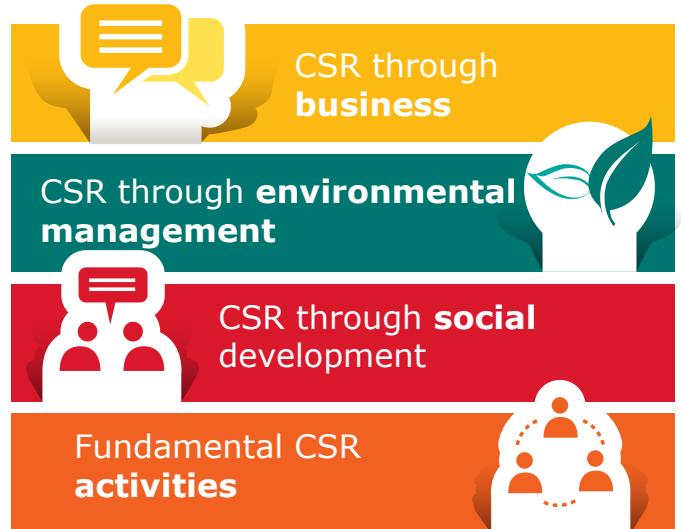 CSR through
business
CSR through environmental
management
CSR through social
development
Fundamental CSR
activities